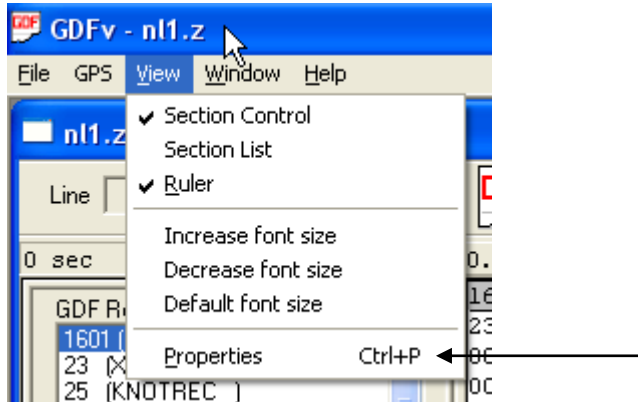 GDF GDFv - nl1.z
File GPS View Window Help
nl1.z
Section Control
Section List
Line
Ruler
Increase font size
0 sec
0.
Decrease font size
GDF R
Default font size
16
1601 (
23
23 (X
Properties Ctrl+P
00
25 (KNOTREC )
00